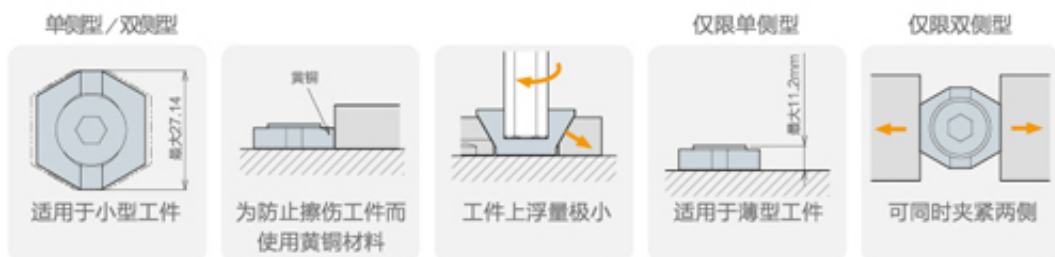 单侧型/双侧型
仅限单侧型
仅限双侧型
最大27.14
黄铜
最大11.2mm
适用于小型工件
为防止擦伤工件而
使用黄铜材料
工件上浮量极小
适用于薄型工件
可同时夹紧两侧